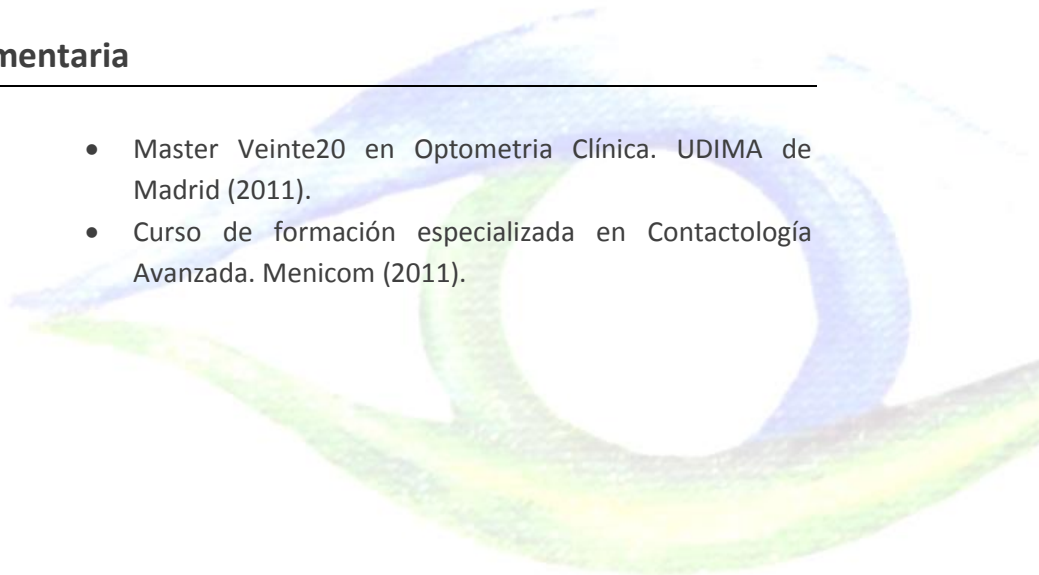 mentaria
• Master Veinte20 en Optometria Clínica. UDIMA de
Madrid (2011).
• Curso de formación especializada en Contactología
Avanzada. Menicom (2011).